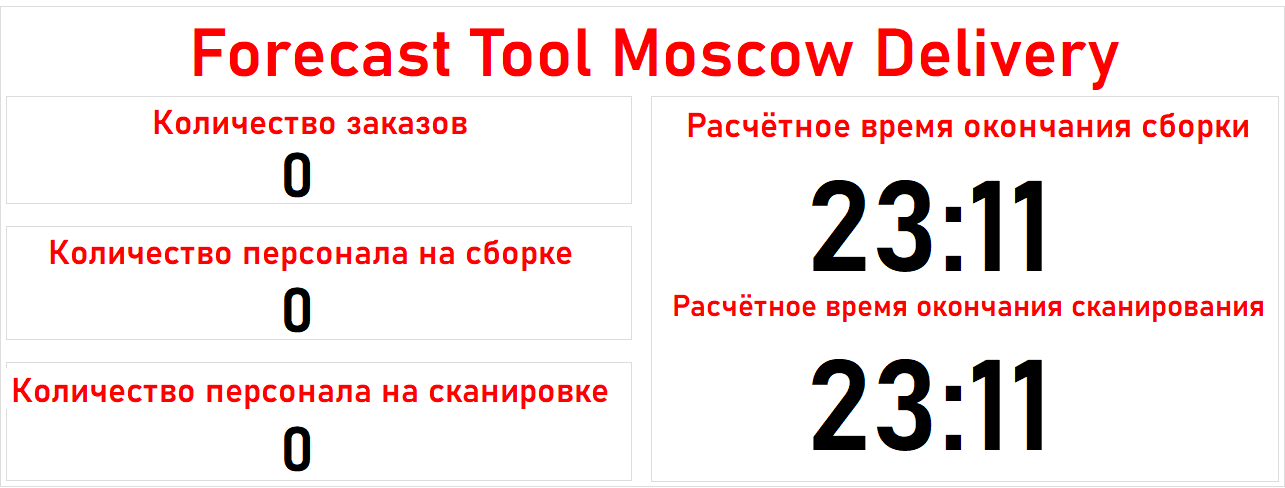 Forecast Tool Moscow Delivery
Количество заказов
0
Количество персонала на сборке
0
Количество персонала на сканировке
0
Расчётное время окончания сборки
23:11
Расчётное время окончания сканирования
23:11